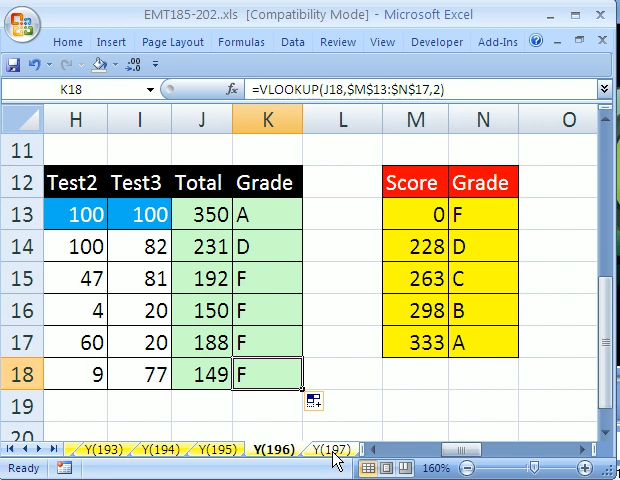 EMT185-202..xls [Compatibility Mode] - Microsoft Excel
Home Insert Page Layout Formulas Data Review View Developer Add-Ins
K18 fx =VLOOKUP(J18,$M$13:$N$17,2)
H I J K L M N O
11
12 Test2 Test3 Total Grade Score Grade
13 100 100 350 A 0 F
14 100 82 231 D 228 D
15 47 81 192 F 263 C
16 4 20 150 F 298 B
17 60 20 188 F 333 A
18 9 77 149 F
19
20
Y(193) Y(194) Y(195) Y(196) Y(197)
Ready 160%